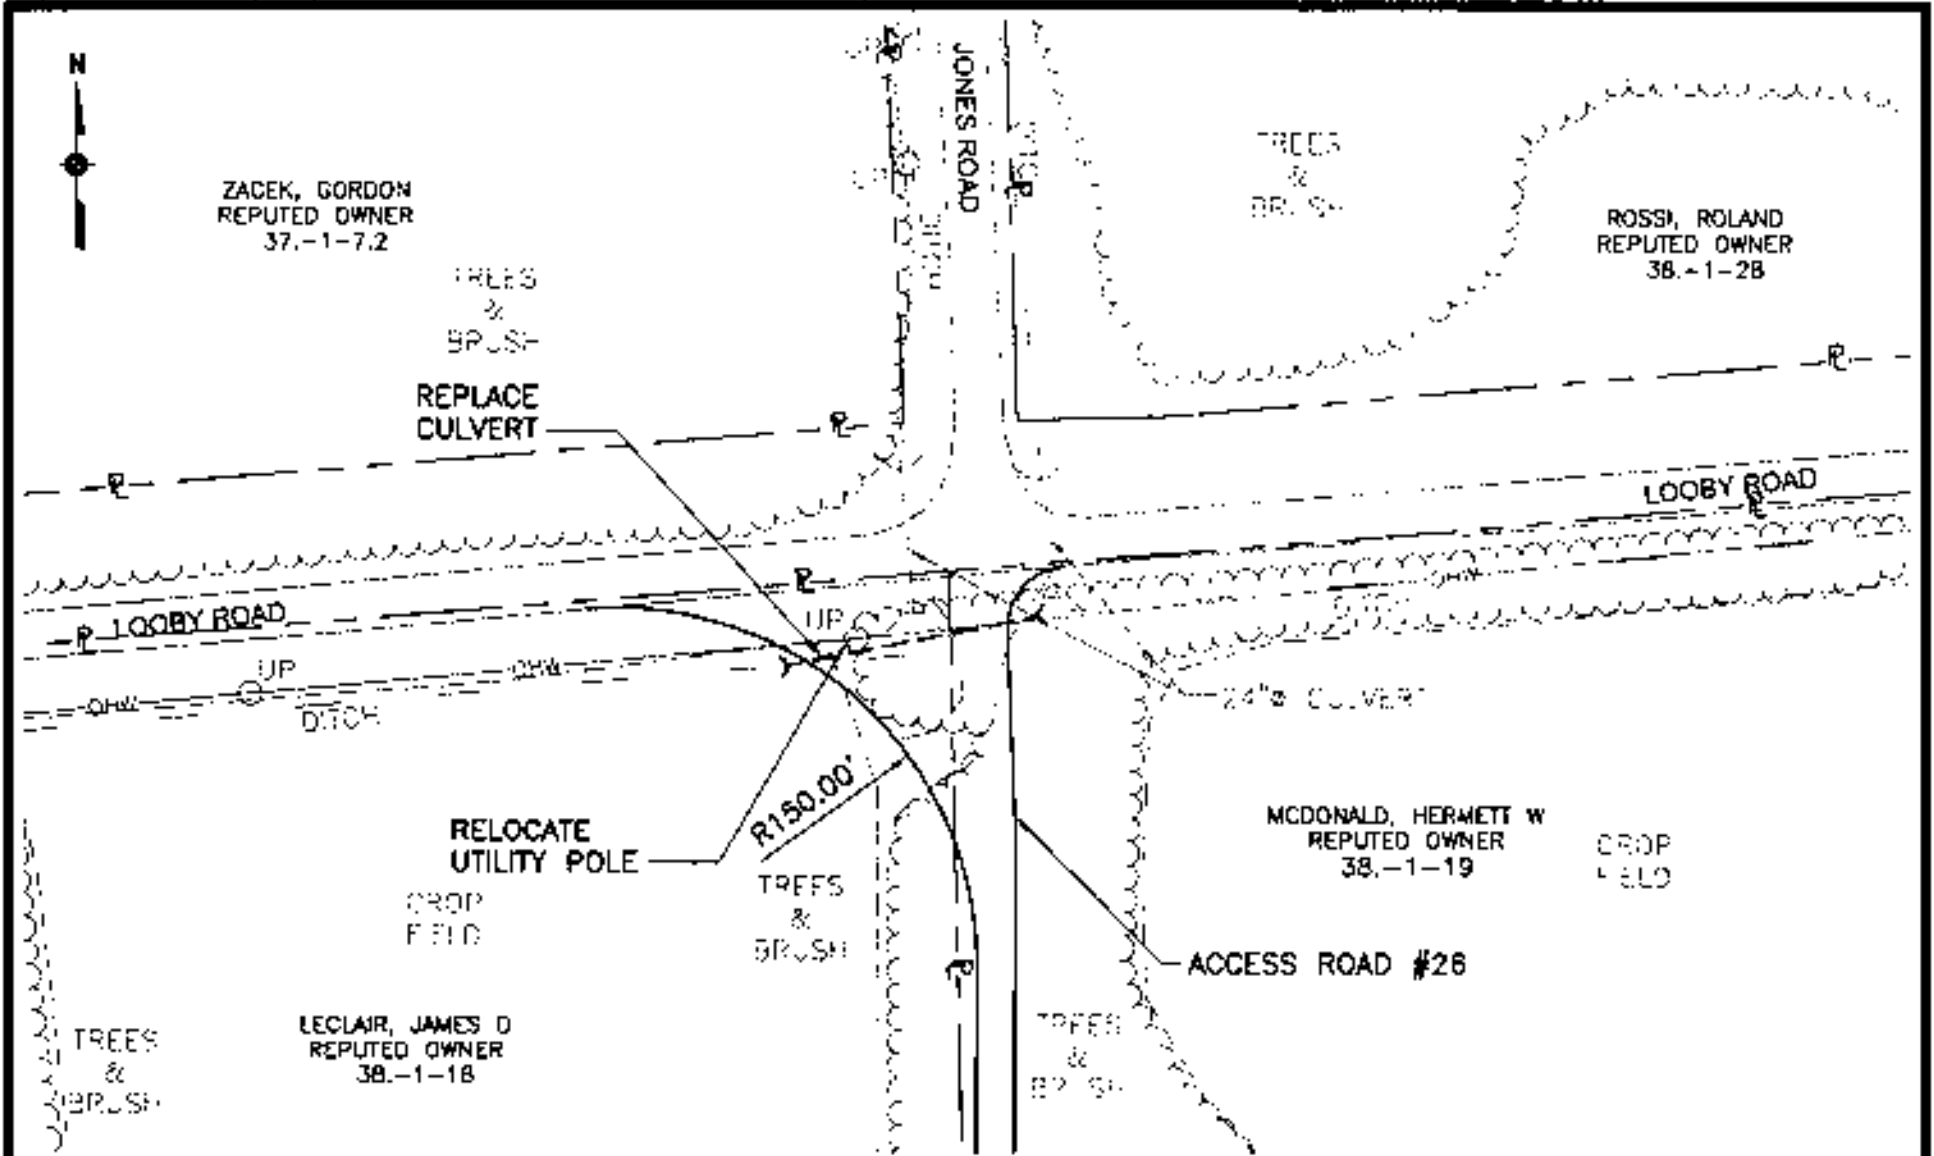 N
JONES ROAD
ZACEK, GORDON
REPUTED OWNER
37.-1-7.2
TREES
&
BRUSH
TREES
&
BRUSH
ROSSI, ROLAND
REPUTED OWNER
38.-1-28
REPLACE
CULVERT
LOOBY ROAD
LOOBY ROAD
UP
UP
OHW
OHW
OHW
DITCH
24"Ø CULVERT
R150.00'
RELOCATE
UTILITY POLE
TREES
&
BRUSH
CROP
FIELD
MCDONALD, HERMETT W
REPUTED OWNER
38.-1-19
CROP
FIELD
ACCESS ROAD #26
LECLAIR, JAMES D
REPUTED OWNER
38.-1-18
TREES
&
BRUSH
TREES
&
BRUSH